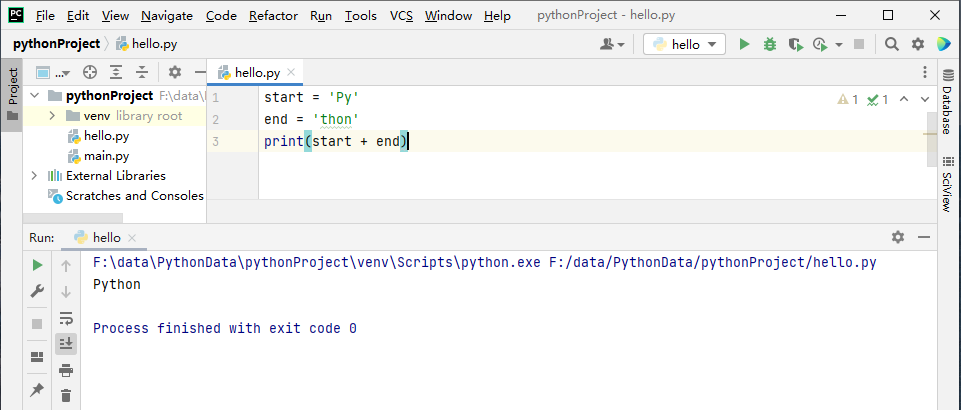 PC File Edit View Navigate Code Refactor Run Tools VCS Window Help pythonProject - hello.py
pythonProject hello.py hello
Project
... hello.py
pythonProject F:\data\
venv library root
hello.py
main.py
External Libraries
Scratches and Consoles
1 start = 'Py'
2 end = 'thon'
3 print(start + end)
1 1
Database
SciView
Run: hello
F:\data\PythonData\pythonProject\venv\Scripts\python.exe F:/data/PythonData/pythonProject/hello.py
Python
Process finished with exit code 0